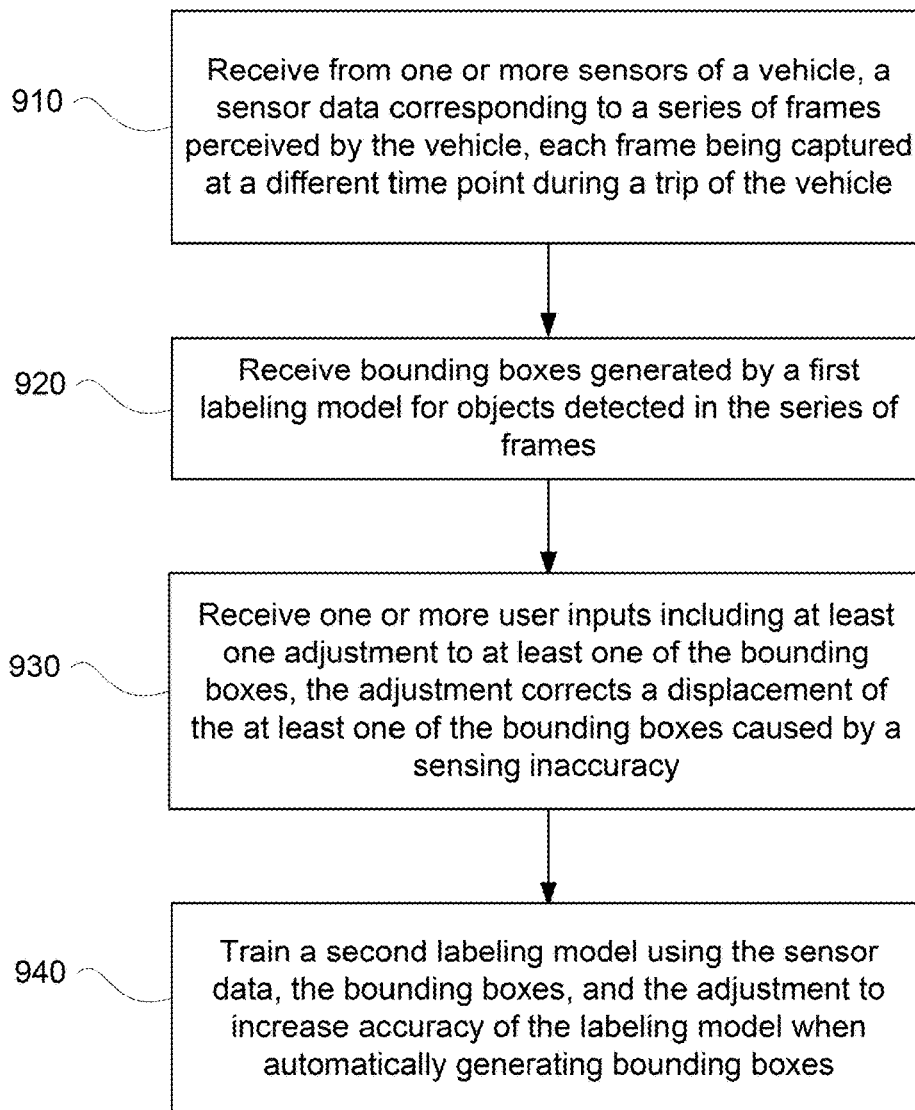 910
Receive from one or more sensors of a vehicle, a
sensor data corresponding to a series of frames
perceived by the vehicle, each frame being captured
at a different time point during a trip of the vehicle
920
Receive bounding boxes generated by a first
labeling model for objects detected in the series of
frames
930
Receive one or more user inputs including at least
one adjustment to at least one of the bounding
boxes, the adjustment corrects a displacement of
the at least one of the bounding boxes caused by a
sensing inaccuracy
940
Train a second labeling model using the sensor
data, the bounding boxes, and the adjustment to
increase accuracy of the labeling model when
automatically generating bounding boxes